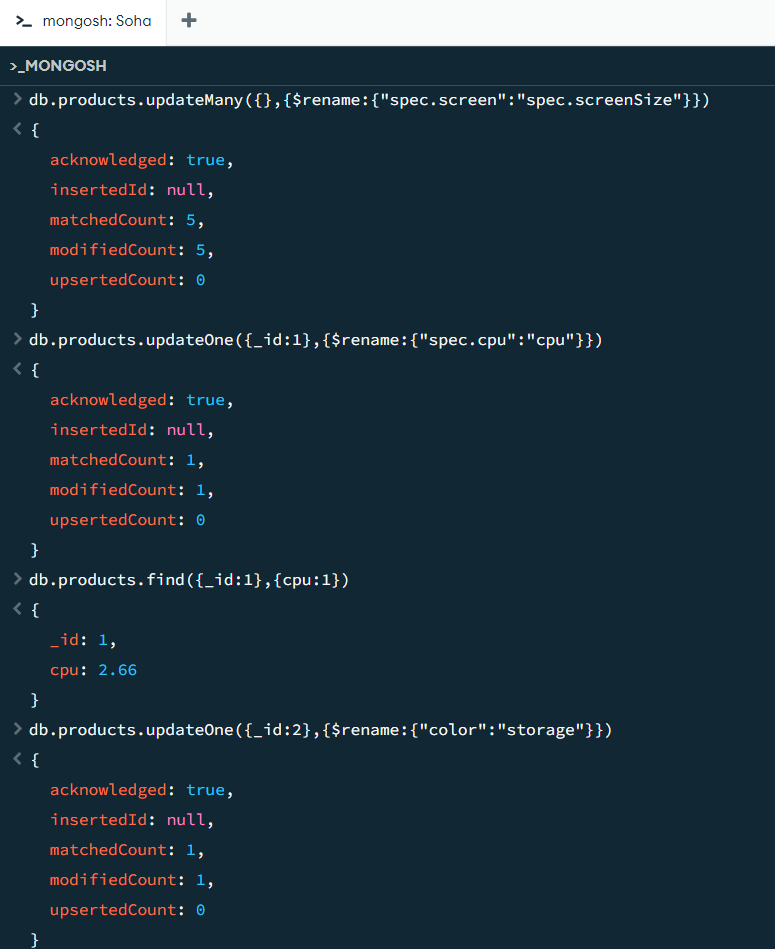 >_ mongosh: Soha +
>_MONGOSH
> db.products.updateMany({},{$rename:{"spec.screen":"spec.screenSize"}})
< {
acknowledged: true,
insertedId: null,
matchedCount: 5,
modifiedCount: 5,
upsertedCount: 0
}
> db.products.updateOne({_id:1},{$rename:{"spec.cpu":"cpu"}})
< {
acknowledged: true,
insertedId: null,
matchedCount: 1,
modifiedCount: 1,
upsertedCount: 0
}
> db.products.find({_id:1},{cpu:1})
< {
_id: 1,
cpu: 2.66
}
> db.products.updateOne({_id:2},{$rename:{"color":"storage"}})
< {
acknowledged: true,
insertedId: null,
matchedCount: 1,
modifiedCount: 1,
upsertedCount: 0
}